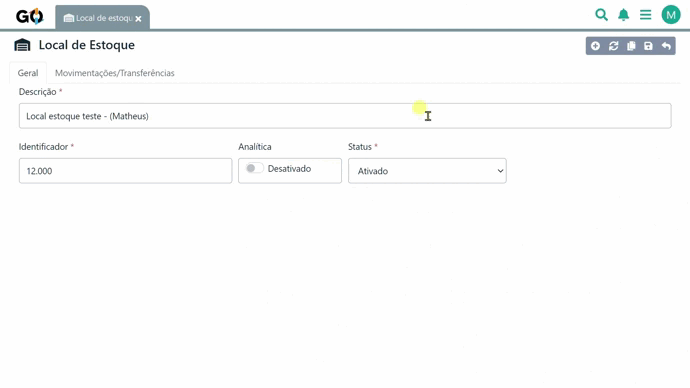 GO
Local de estoqu
M
Local de Estoque
Geral
Movimentações/Transferências
Descrição *
Local estoque teste - (Matheus)
Identificador *
Analítica
Status *
12.000
Desativado
Ativado